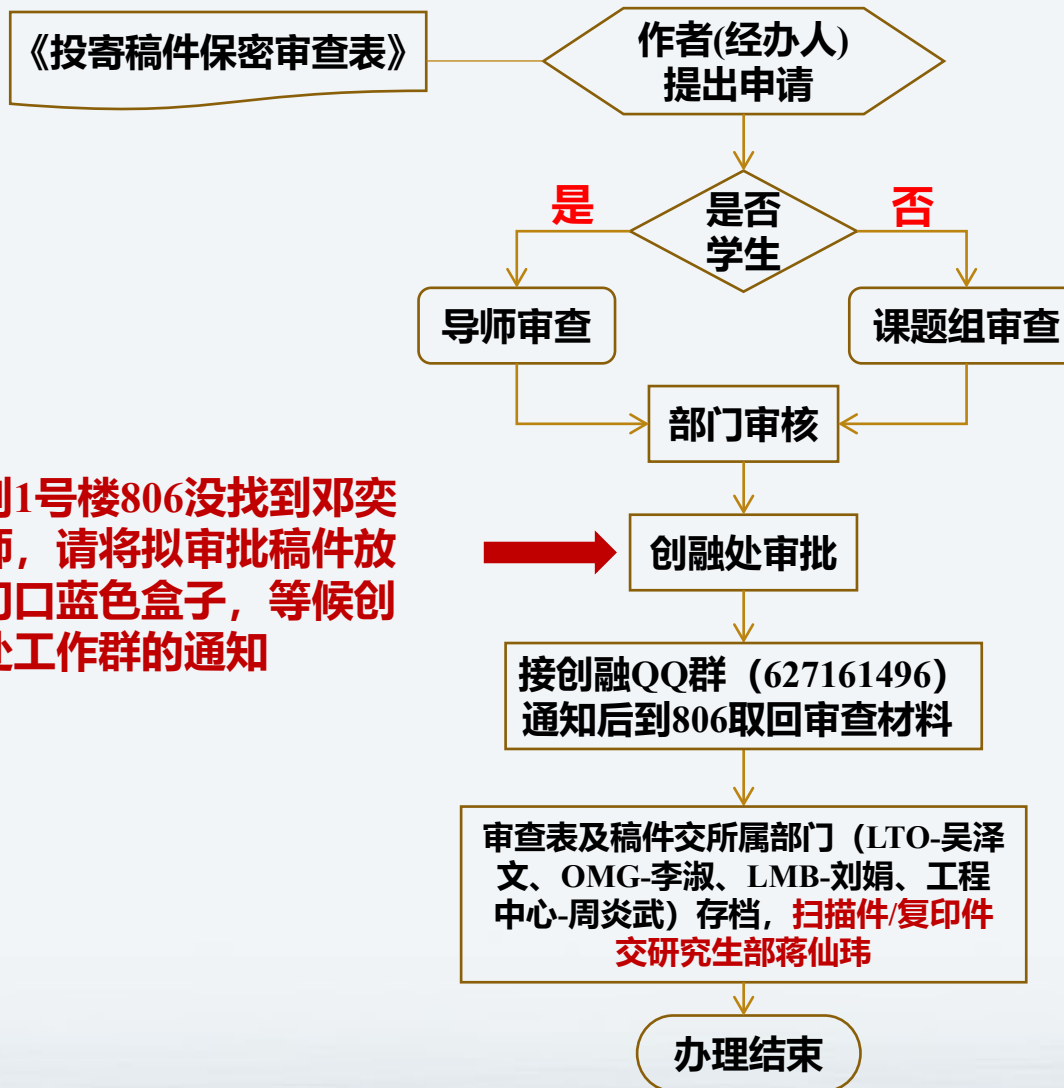 《投寄稿件保密审查表》
作者(经办人)
提出申请
是
是否
学生
否
导师审查
课题组审查
部门审核
1号楼806没找到邓奕
，请将拟审批稿件放
口蓝色盒子，等候创
工作群的通知
创融处审批
接创融QQ群（627161496）
通知后到806取回审查材料
审查表及稿件交所属部门（LTO-吴泽
文、OMG-李淑、LMB-刘娟、工程
中心-周炎武）存档，扫描件/复印件
交研究生部蒋仙玮
办理结束